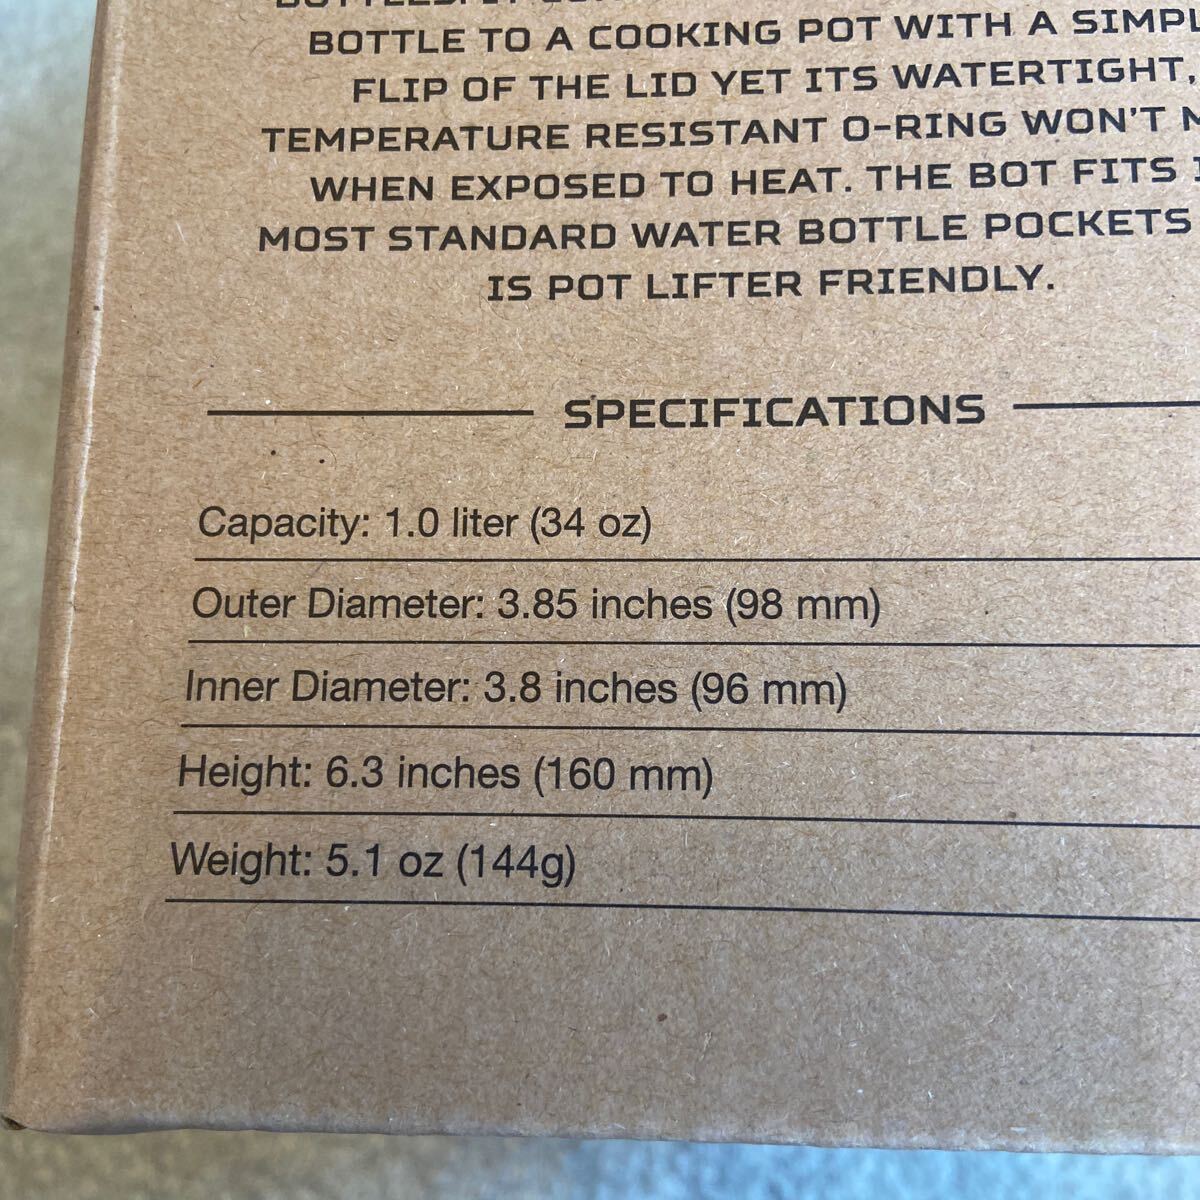 BOTTLE TO A COOKING POT WITH A
FLIP OF THE LID YET ITS WATERTIGHT,
TEMPERATURE RESISTANT O-RING WON'T
WHEN EXPOSED TO HEAT. THE BOT FITS
MOST STANDARD WATER BOTTLE POCKETS
IS POT LIFTER FRIENDLY.
SPECIFICATIONS
Capacity: 1.0 liter (34 oz)
Outer Diameter: 3.85 inches (98 mm)
Inner Diameter: 3.8 inches (96 mm)
Height: 6.3 inches (160 mm)
Weight: 5.1 oz (144g)